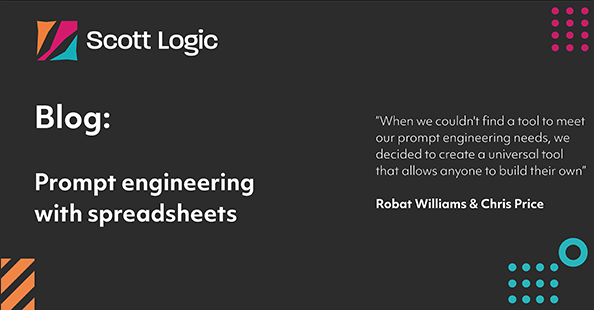 Scott Logic
Blog:
Prompt engineering
with spreadsheets
"When we couldn't find a tool to meet
our prompt engineering needs, we
decided to create a universal tool
that allows anyone to build their own"
Robat Williams & Chris Price